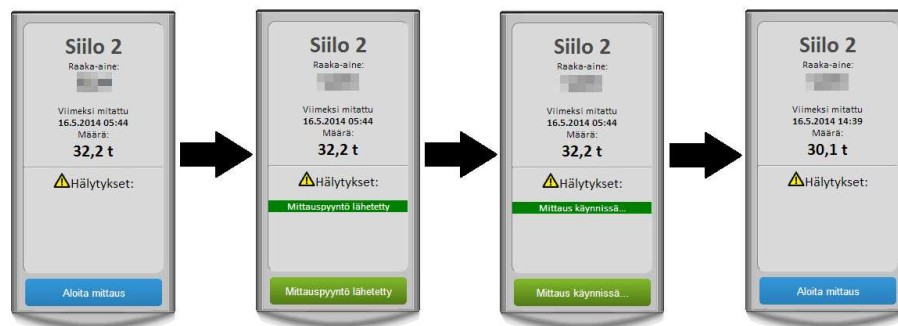 Siilo 2
Raaka-aine:
Viimeksi mitattu
16.5.2014 05:44
Määrä:
32,2 t
Hälytykset:
Aloita mittaus
Siilo 2
Raaka-aine:
Viimeksi mitattu
16.5.2014 05:44
Määrä:
32,2 t
Hälytykset:
Mittauspyyntö lähetetty
Mittauspyyntö lähetetty
Siilo 2
Raaka-aine:
Viimeksi mitattu
16.5.2014 05:44
Määrä:
32,2 t
Hälytykset:
Mittaus käynnissä...
Mittaus käynnissä...
Siilo 2
Raaka-aine:
Viimeksi mitattu
16.5.2014 14:39
Määrä:
30,1 t
Hälytykset:
Aloita mittaus